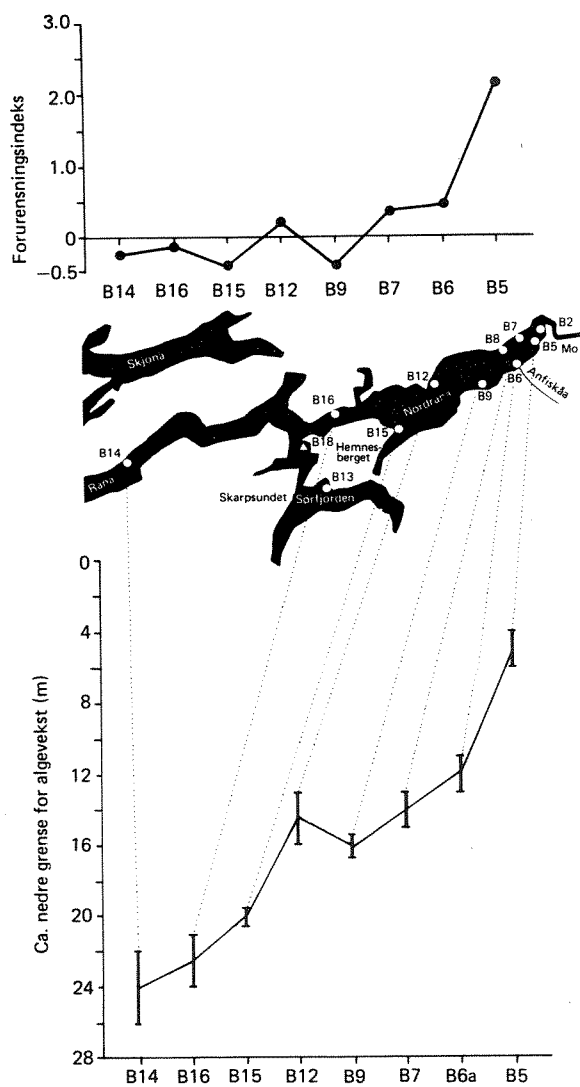 3.0
2.0
1.0
0
−0.5
Forurensningsindeks
B14 B16 B15 B12 B9 B7 B6 B5
Skjona
B7 B2
B8 B5 Mo
B12 B6 Anfiskåa
B16 Nordrana B9
B14 B18 B15
Hemnes-
berget
Rana B13
Skarpsundet Sørfjorden
0
4
8
12
16
20
24
28
Ca. nedre grense for algevekst (m)
B14 B16 B15 B12 B9 B7 B6a B5